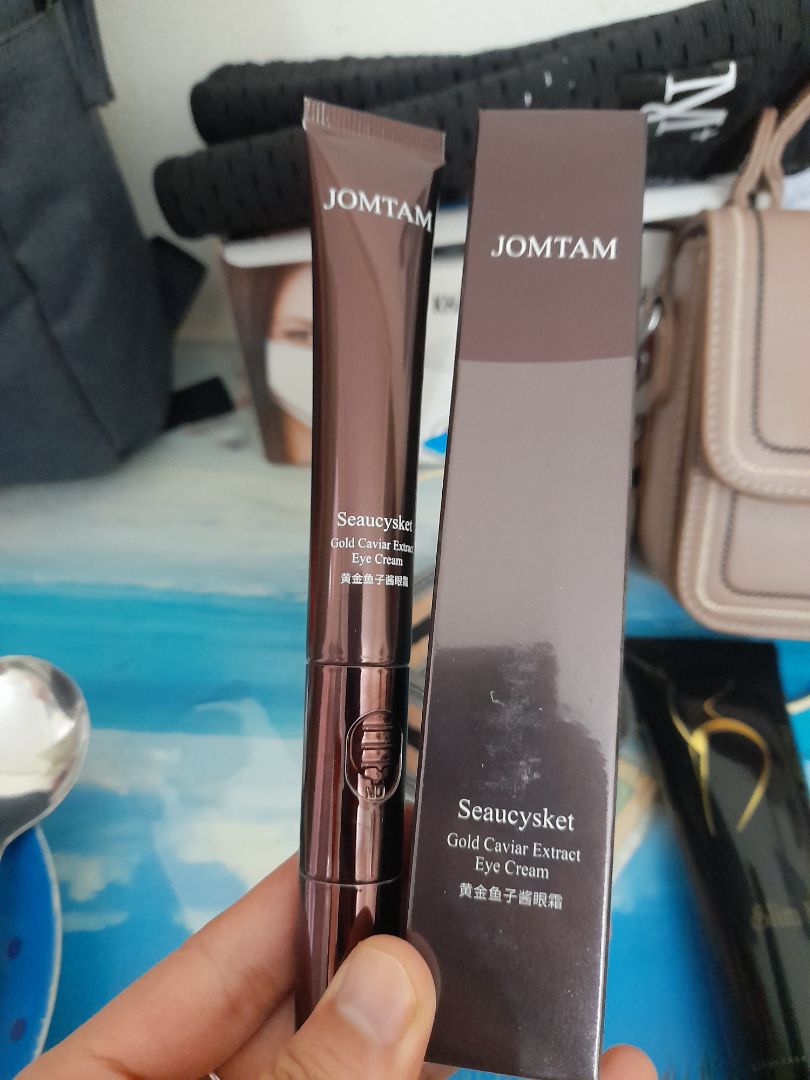 JOMTAM
Seaucysket
Gold Caviar Extract
Eye Cream
黄金鱼子酱眼霜
JOMTAM
Seaucysket
Gold Caviar Extract
Eye Cream
黄金鱼子酱眼霜